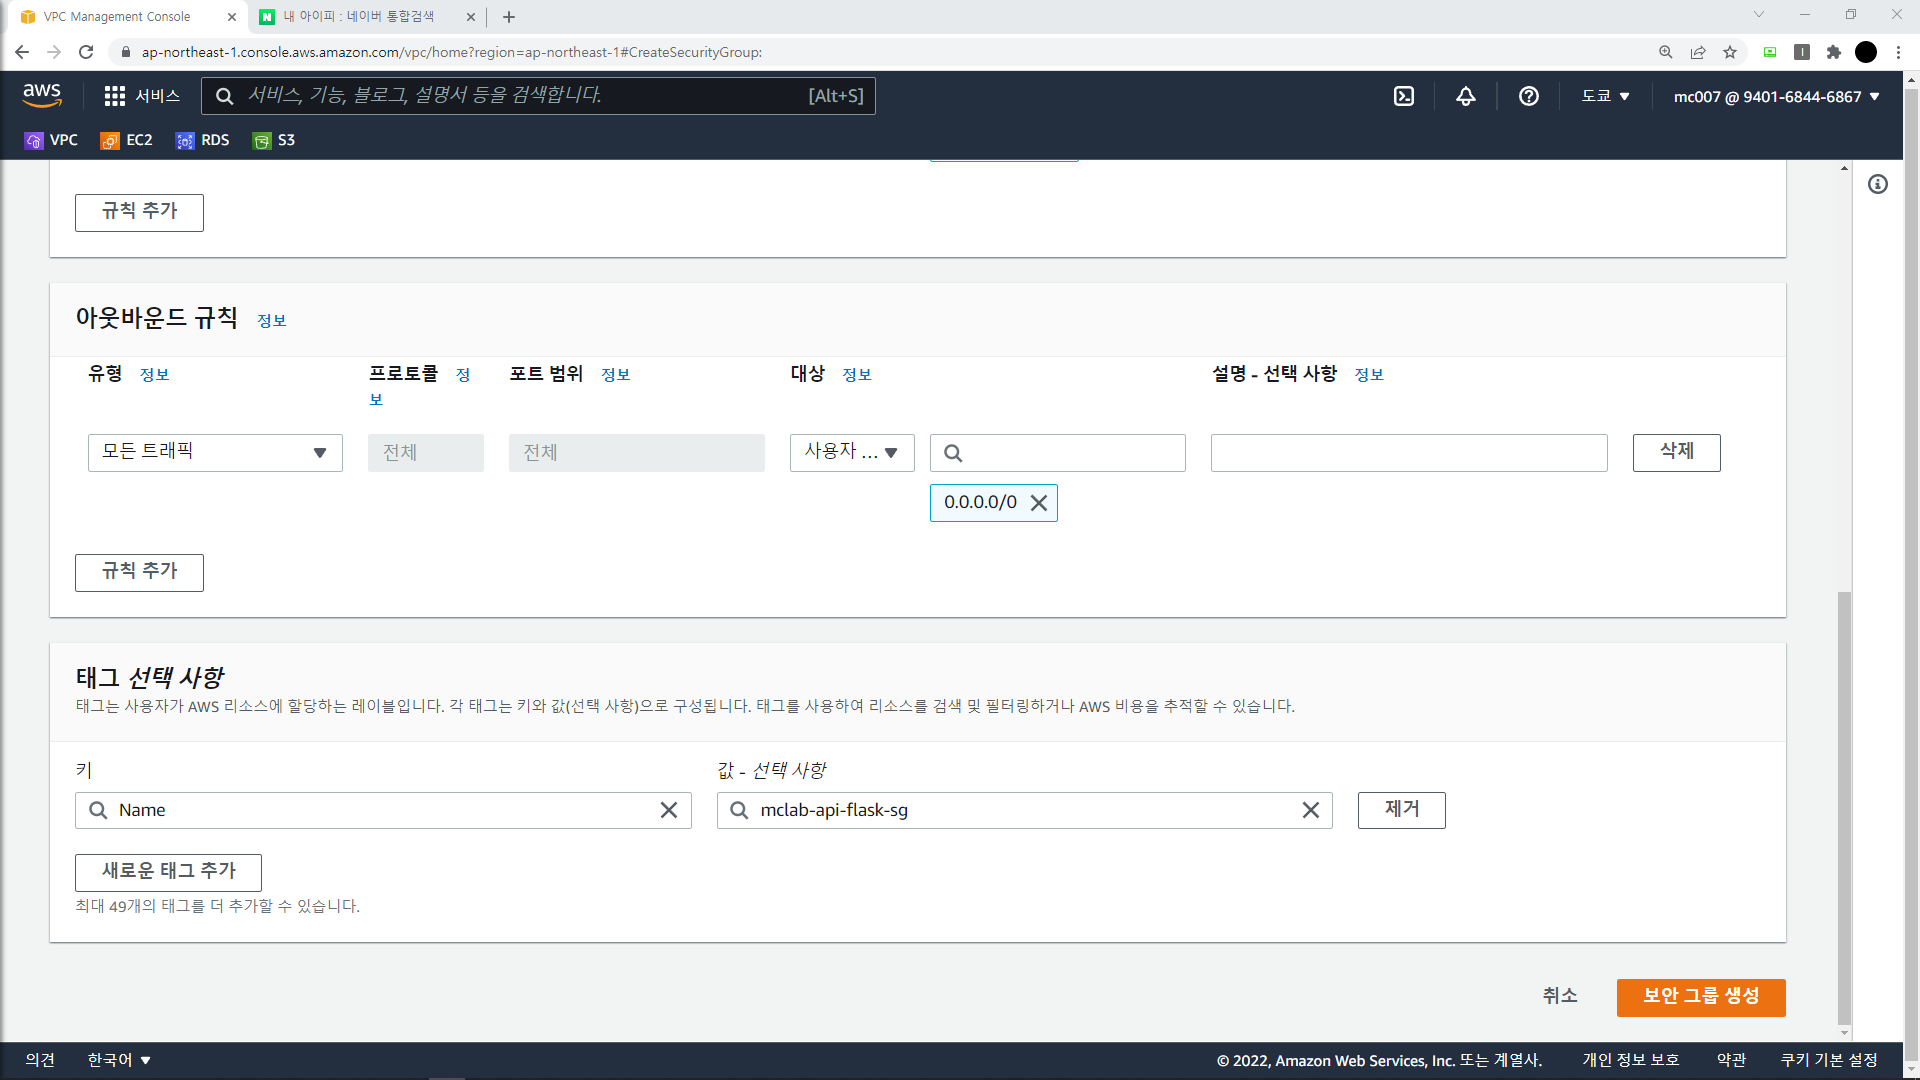 VPC Management Console
내 아이피 : 네이버 통합검색
ap-northeast-1.console.aws.amazon.com/vpc/home?region=ap-northeast-1#CreateSecurityGroup:
aws
서비스
서비스, 기능, 블로그, 설명서 등을 검색합니다.
[Alt+S]
도쿄
mc007 @ 9401-6844-6867
VPC
EC2
RDS
S3
규칙 추가
아웃바운드 규칙 정보
유형 정보
프로토콜 정
보
포트 범위 정보
대상 정보
설명 - 선택 사항 정보
모든 트래픽
전체
전체
사용자 ...
삭제
0.0.0.0/0
규칙 추가
태그 선택 사항
태그는 사용자가 AWS 리소스에 할당하는 레이블입니다. 각 태그는 키와 값(선택 사항)으로 구성됩니다. 태그를 사용하여 리소스를 검색 및 필터링하거나 AWS 비용을 추적할 수 있습니다.
키
값 - 선택 사항
Name
mclab-api-flask-sg
제거
새로운 태그 추가
최대 49개의 태그를 더 추가할 수 있습니다.
취소
보안 그룹 생성
의견
한국어
© 2022, Amazon Web Services, Inc. 또는 계열사.
개인 정보 보호
약관
쿠키 기본 설정